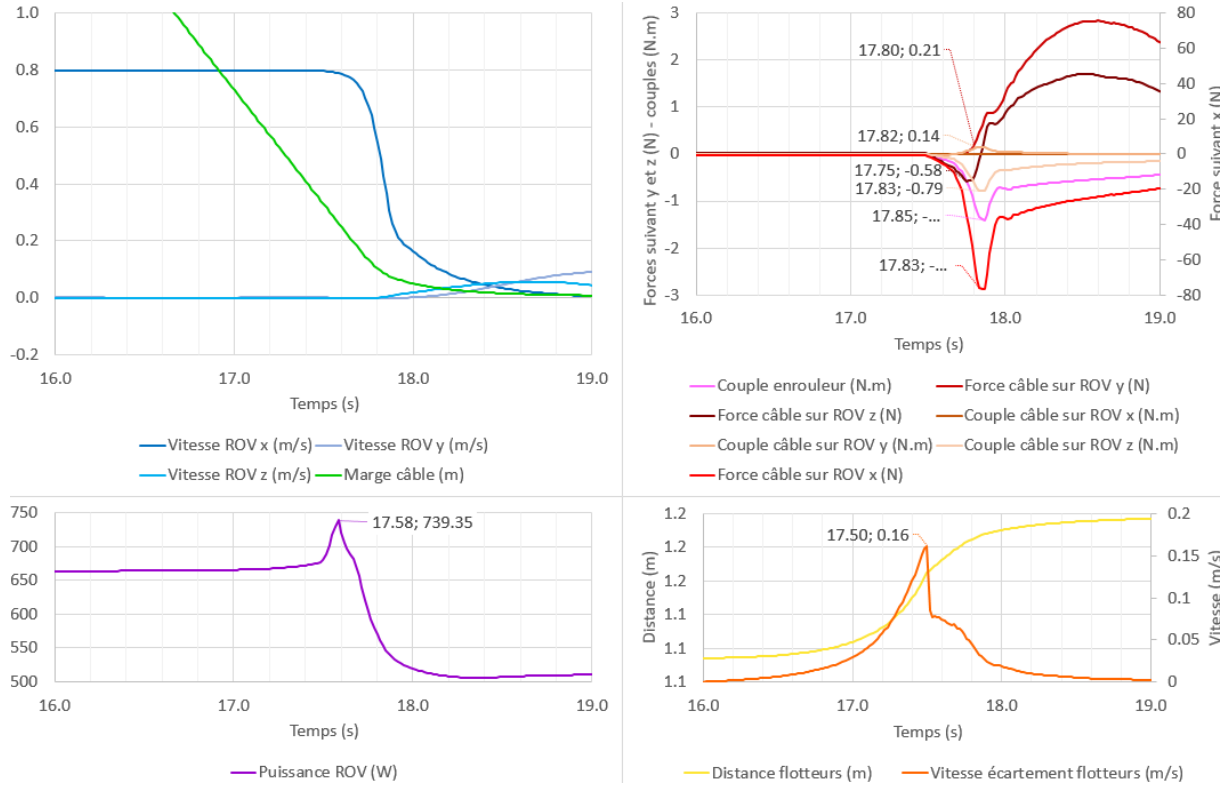 1.0
0.8
0.6
0.4
0.2
0.0
-0.2
16.0 17.0 18.0 19.0
Temps (s)
Vitesse ROV x (m/s) Vitesse ROV y (m/s)
Vitesse ROV z (m/s) Marge câble (m)
Forces suivant y et z (N) - couples (N.m)
3
2
1
0
-1
-2
-3
17.80; 0.21
17.82; 0.14
17.75; -0.58
17.83; -0.79
17.85; -...
17.83; -...
80
60
40
20
0
-20
-40
-60
-80
Force suivant x (N)
16.0 17.0 18.0 19.0
Temps (s)
Couple enrouleur (N.m) Force câble sur ROV y (N)
Force câble sur ROV z (N) Couple câble sur ROV x (N.m)
Couple câble sur ROV y (N.m) Couple câble sur ROV z (N.m)
Force câble sur ROV x (N)
750
700
650
600
550
500
17.58; 739.35
16.0 17.0 18.0 19.0
Temps (s)
Puissance ROV (W)
Distance (m)
1.2
1.2
1.2
1.1
1.1
1.1
17.50; 0.16
0.2
0.15
0.1
0.05
0
Vitesse (m/s)
16.0 17.0 18.0 19.0
Temps (s)
Distance flotteurs (m) Vitesse écartement flotteurs (m/s)